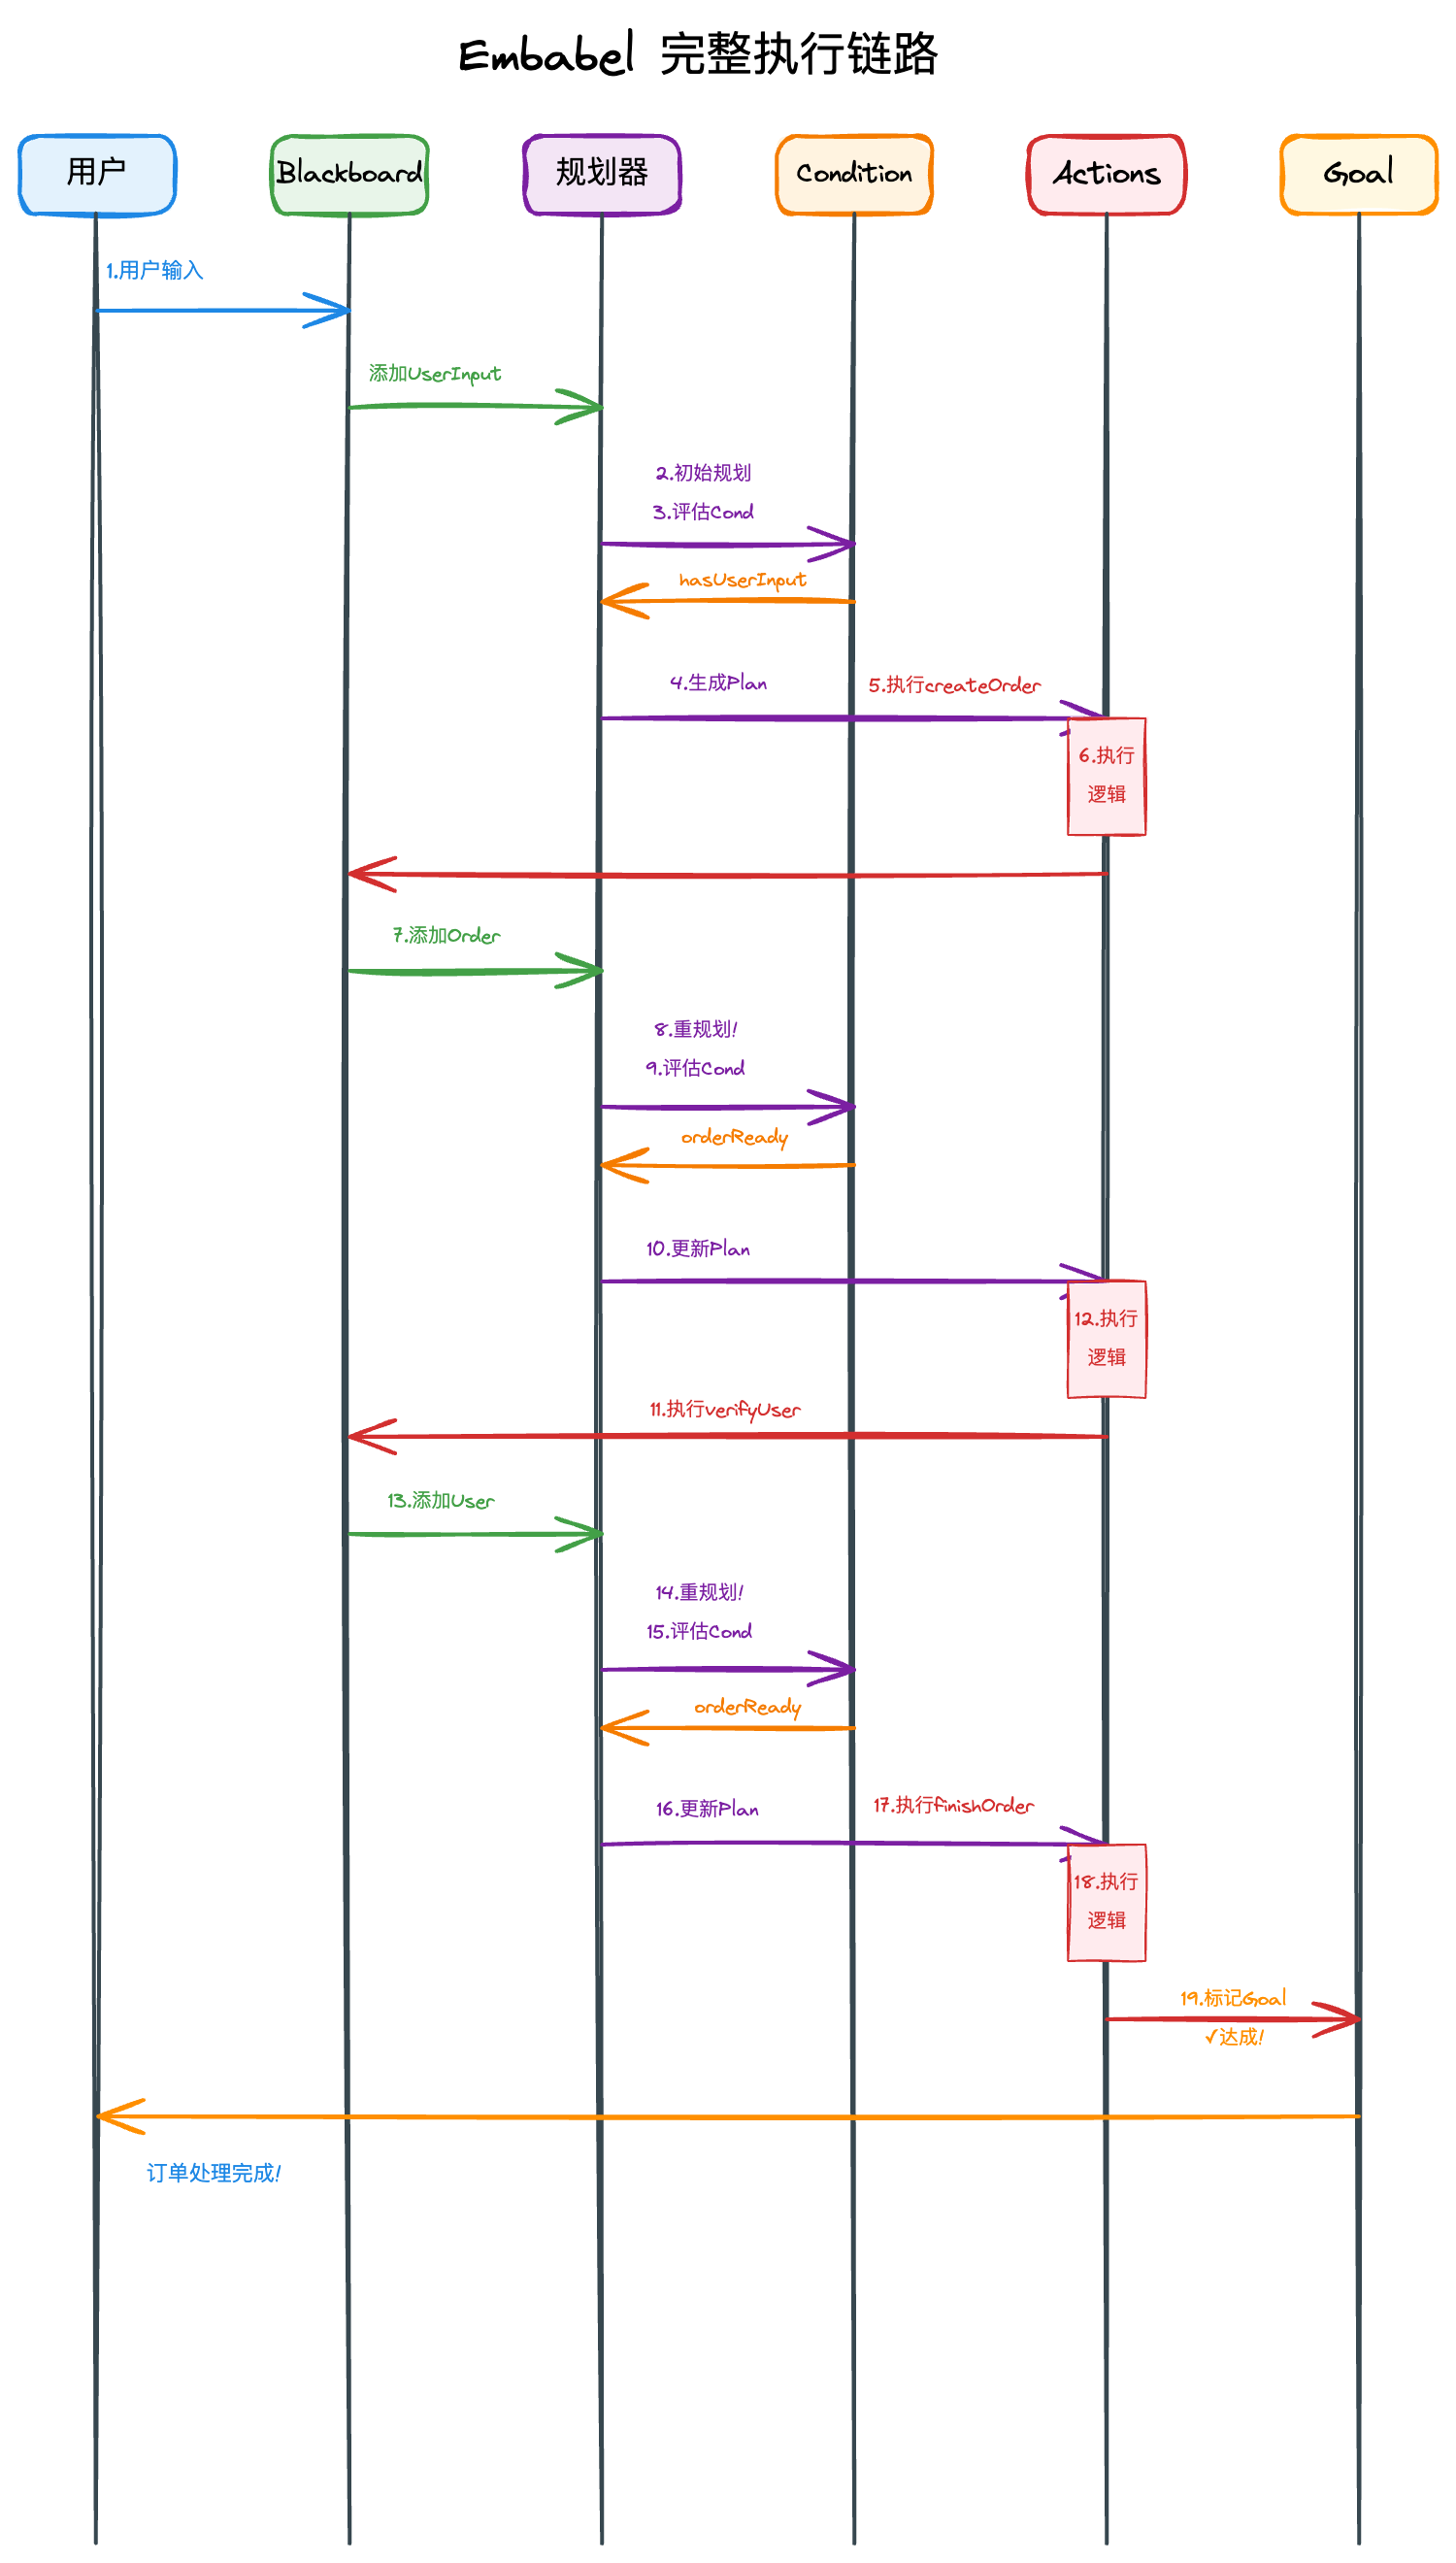 Embabel 完整执行链路
用户
Blackboard
规划器
Condition
Actions
Goal
1.用户输入
添加UserInput
2.初始规划
3.评估Cond
hasUserInput
4.生成Plan
5.执行createOrder
6.执行
逻辑
7.添加Order
8.重规划!
9.评估Cond
orderReady
10.更新Plan
12.执行
逻辑
11.执行verifyUser
13.添加User
14.重规划!
15.评估Cond
orderReady
16.更新Plan
17.执行finishOrder
18.执行
逻辑
19.标记Goal
✓达成!
订单处理完成!